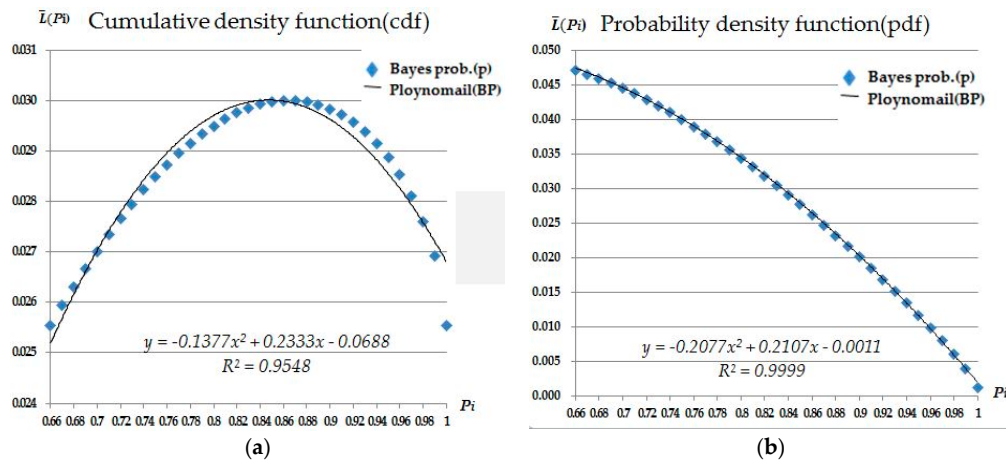 L̄(Pi) Cumulative density function(cdf)
0.031
0.030
0.029
0.028
0.027
0.026
0.025
0.024
Bayes prob.(p)
Ploynomail(BP)
y = -0.1377x² + 0.2333x - 0.0688
R² = 0.9548
0.66 0.68 0.7 0.72 0.74 0.76 0.78 0.8 0.82 0.84 0.86 0.88 0.9 0.92 0.94 0.96 0.98 1
Pi
(a)
L̄(Pi) Probability density function(pdf)
0.050
0.045
0.040
0.035
0.030
0.025
0.020
0.015
0.010
0.005
0.000
Bayes prob.(p)
Ploynomail(BP)
y = -0.2077x² + 0.2107x - 0.0011
R² = 0.9999
0.66 0.68 0.7 0.72 0.74 0.76 0.78 0.8 0.82 0.84 0.86 0.88 0.9 0.92 0.94 0.96 0.98 1
Pi
(b)